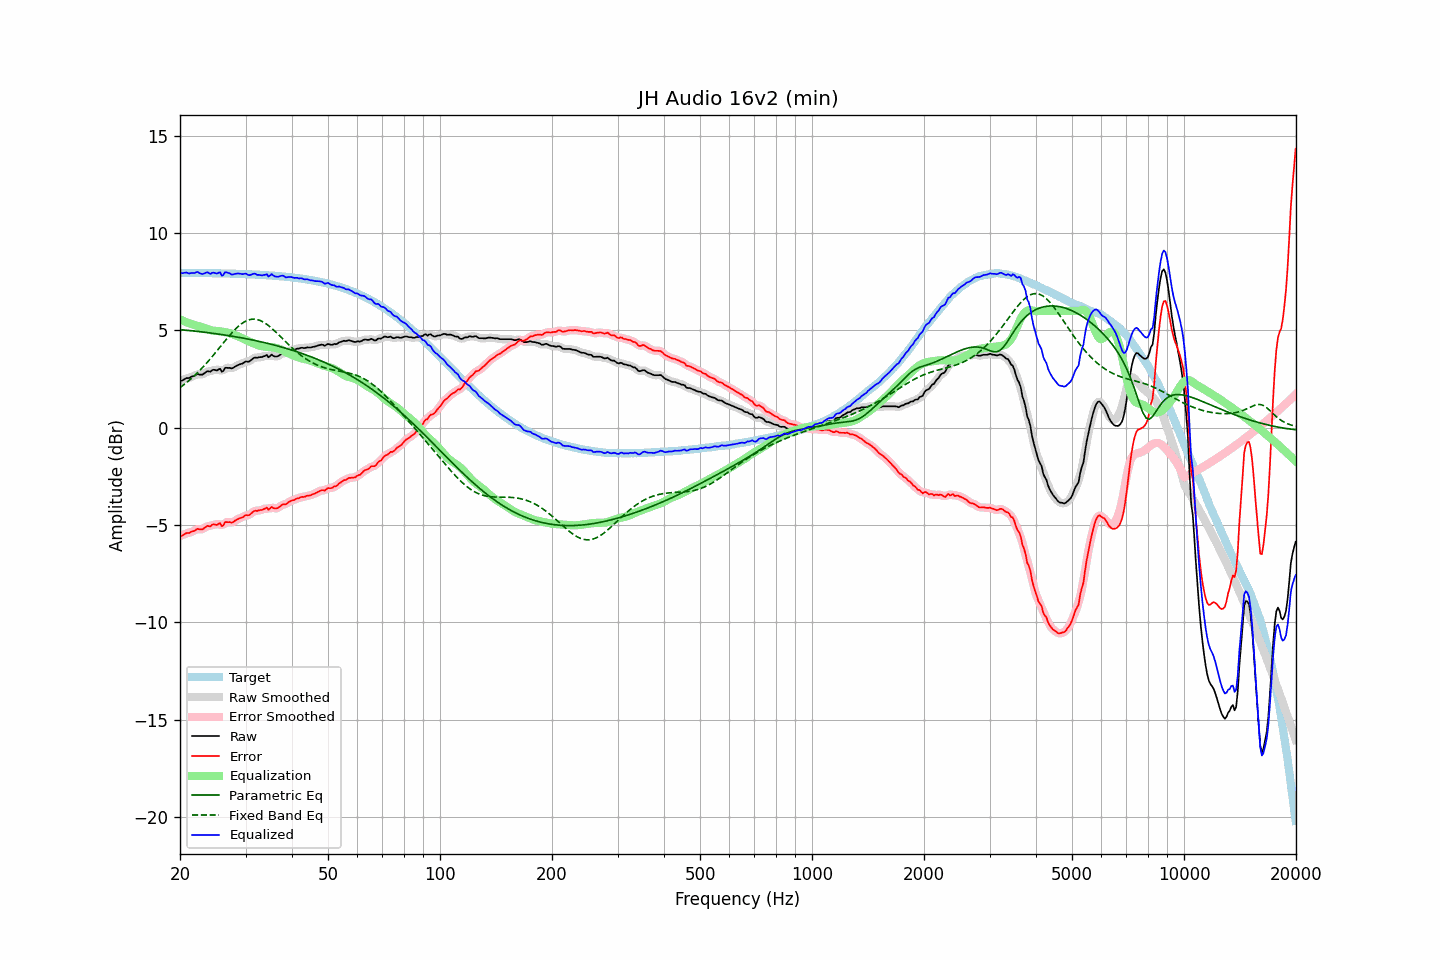 JH Audio 16v2 (min)
15
10
5
0
−5
−10
−15
−20
Amplitude (dBr)
Target
Raw Smoothed
Error Smoothed
Raw
Error
Equalization
Parametric Eq
Fixed Band Eq
Equalized
20 50 100 200 500 1000 2000 5000 10000 20000
Frequency (Hz)